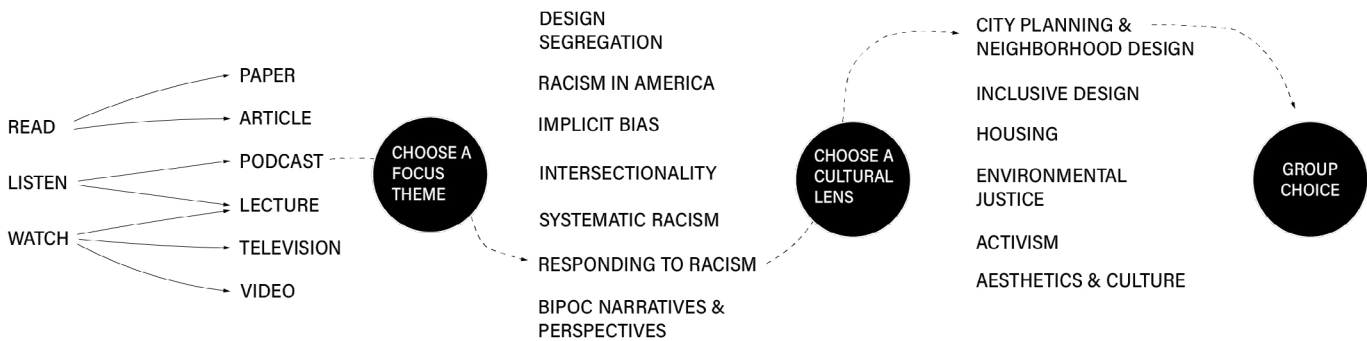 READ
LISTEN
WATCH
PAPER
ARTICLE
PODCAST
LECTURE
TELEVISION
VIDEO
CHOOSE A
FOCUS
THEME
DESIGN
SEGREGATION
RACISM IN AMERICA
IMPLICIT BIAS
INTERSECTIONALITY
SYSTEMATIC RACISM
RESPONDING TO RACISM
BIPOC NARRATIVES &
PERSPECTIVES
CHOOSE A
CULTURAL
LENS
CITY PLANNING &
NEIGHBORHOOD DESIGN
INCLUSIVE DESIGN
HOUSING
ENVIRONMENTAL
JUSTICE
ACTIVISM
AESTHETICS & CULTURE
GROUP
CHOICE